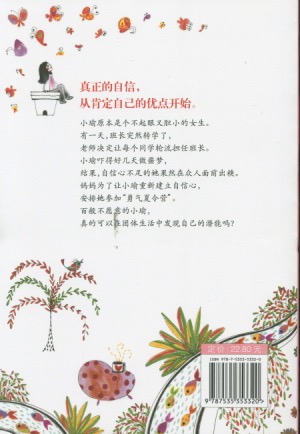 真正的自信，
从肯定自己的优点开始。
小瑜原本是个不起眼又胆小的女生。
有一天，班长突然转学了，
老师决定让每个同学轮流担任班长。
小瑜吓得好几天做噩梦，
结果，自信心不足的她果然在众人面前出糗。
妈妈为了让小瑜重新建立自信心，
安排她参加“勇气夏令营”。
百般不愿意的小瑜，
真的可以在团体生活中发现自己的潜能吗？
定价：22.80 元
ISBN 978-7-5353-5332-0
9 787535 353320